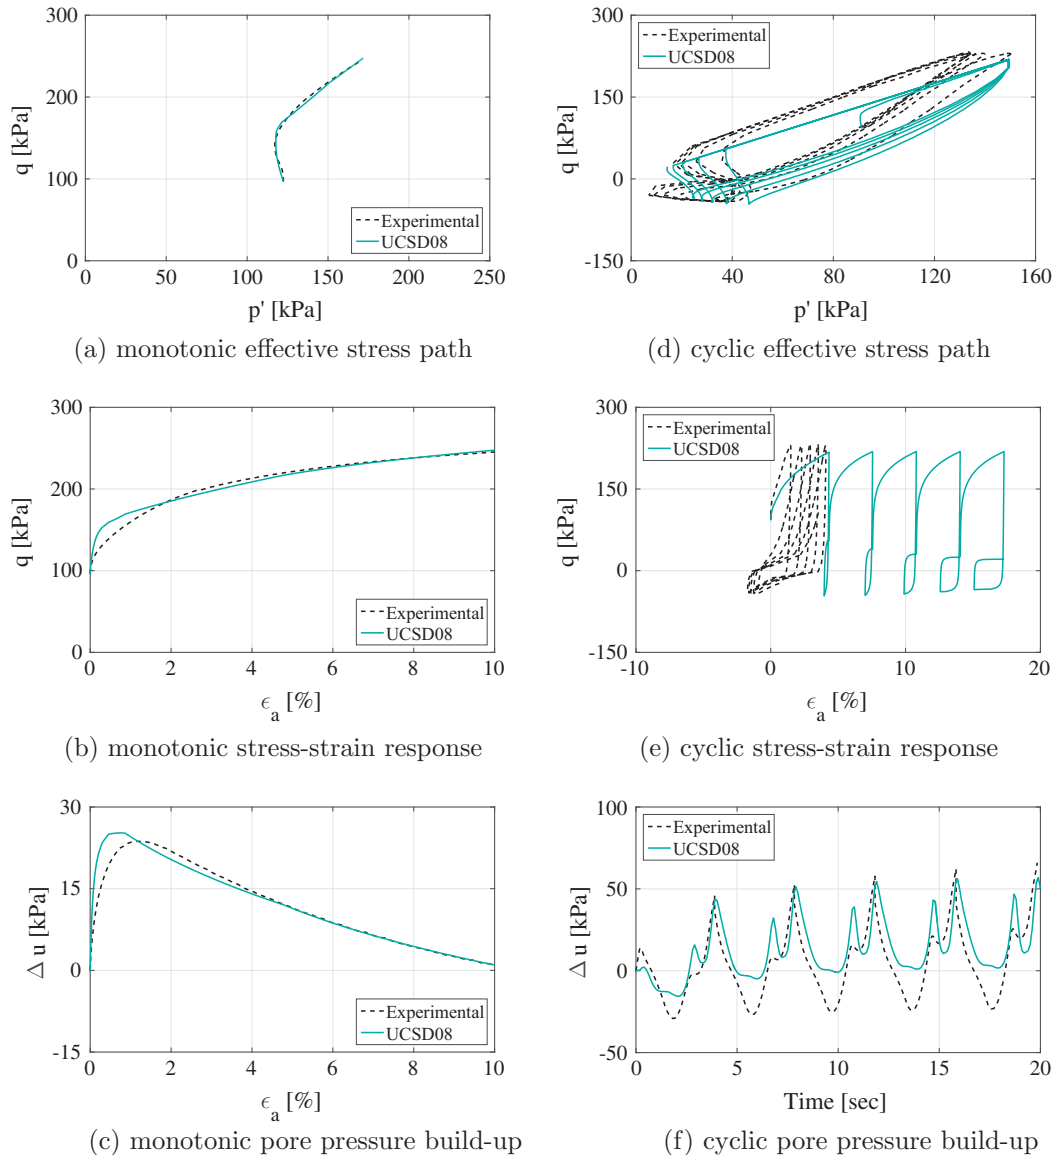 300
200
100
0
q [kPa]
Experimental
UCSD08
0 50 100 150 200 250
p' [kPa]
(a) monotonic effective stress path
300
150
0
-150
q [kPa]
Experimental
UCSD08
0 40 80 120 160
p' [kPa]
(d) cyclic effective stress path
300
200
100
0
q [kPa]
Experimental
UCSD08
0 2 4 6 8 10
ϵa [%]
(b) monotonic stress-strain response
300
150
0
-150
q [kPa]
Experimental
UCSD08
-10 0 10 20
ϵa [%]
(e) cyclic stress-strain response
30
15
0
-15
Δu [kPa]
Experimental
UCSD08
0 2 4 6 8 10
ϵa [%]
(c) monotonic pore pressure build-up
100
50
0
-50
Δu [kPa]
Experimental
UCSD08
0 5 10 15 20
Time [sec]
(f) cyclic pore pressure build-up